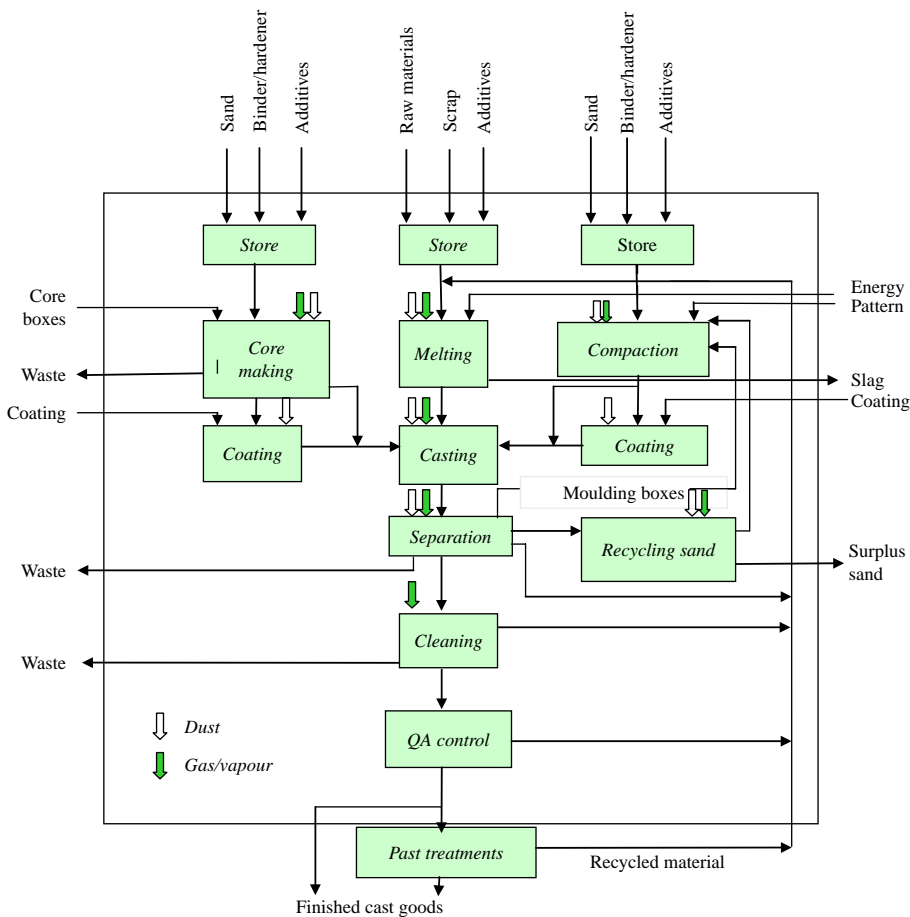 Sand
Binder/hardener
Additives
Raw materials
Scrap
Additives
Sand
Binder/hardener
Additives
Store
Store
Store
Core
boxes
Energy
Pattern
Core
making
Melting
Compaction
Waste
Slag
Coating
Coating
Coating
Casting
Coating
Moulding boxes
Separation
Recycling sand
Surplus
sand
Waste
Cleaning
Waste
Dust
QA control
Gas/vapour
Past treatments
Recycled material
Finished cast goods